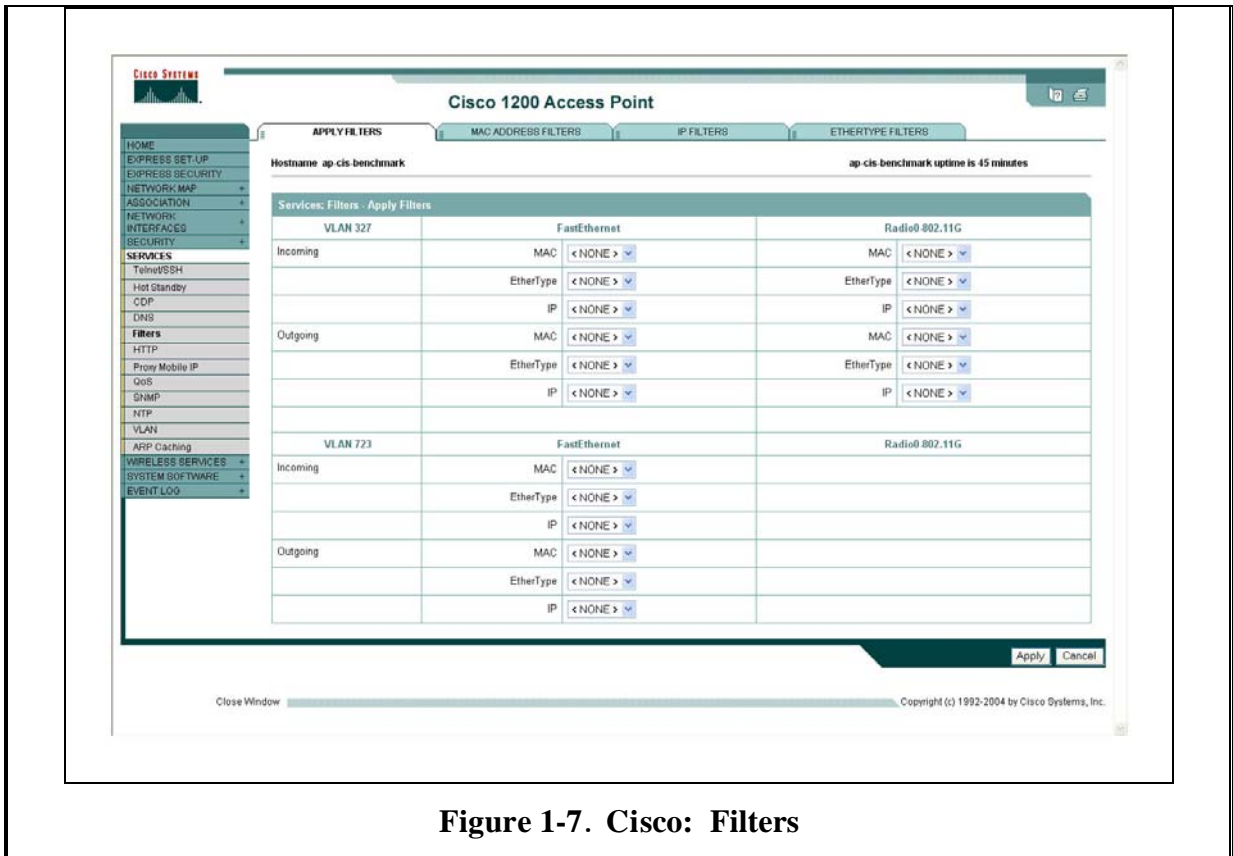 CISCO SYSTEMS
Cisco 1200 Access Point
APPLY FILTERS MAC ADDRESS FILTERS IP FILTERS ETHERTYPE FILTERS
HOME
EXPRESS SET-UP
EXPRESS SECURITY
NETWORK MAP +
ASSOCIATION +
NETWORK
INTERFACES +
SECURITY +
SERVICES
Telnet/SSH
Hot Standby
CDP
DNS
Filters
HTTP
Proxy Mobile IP
QoS
SNMP
NTP
VLAN
ARP Caching
WIRELESS SERVICES +
SYSTEM SOFTWARE +
EVENT LOG +
Hostname ap-cis-benchmark ap-cis-benchmark uptime is 45 minutes
Services: Filters - Apply Filters
VLAN 327 FastEthernet Radio0-802.11G
Incoming MAC < NONE > MAC < NONE >
EtherType < NONE > EtherType < NONE >
IP < NONE > IP < NONE >
Outgoing MAC < NONE > MAC < NONE >
EtherType < NONE > EtherType < NONE >
IP < NONE > IP < NONE >
VLAN 723 FastEthernet Radio0-802.11G
Incoming MAC < NONE >
EtherType < NONE >
IP < NONE >
Outgoing MAC < NONE >
EtherType < NONE >
IP < NONE >
Apply Cancel
Close Window Copyright (c) 1992-2004 by Cisco Systems, Inc.
Figure 1-7. Cisco: Filters